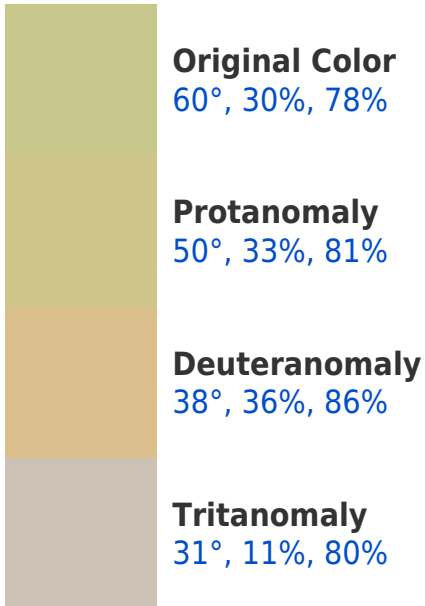 Original Color
60°, 30%, 78%
Protanomaly
50°, 33%, 81%
Deuteranomaly
38°, 36%, 86%
Tritanomaly
31°, 11%, 80%